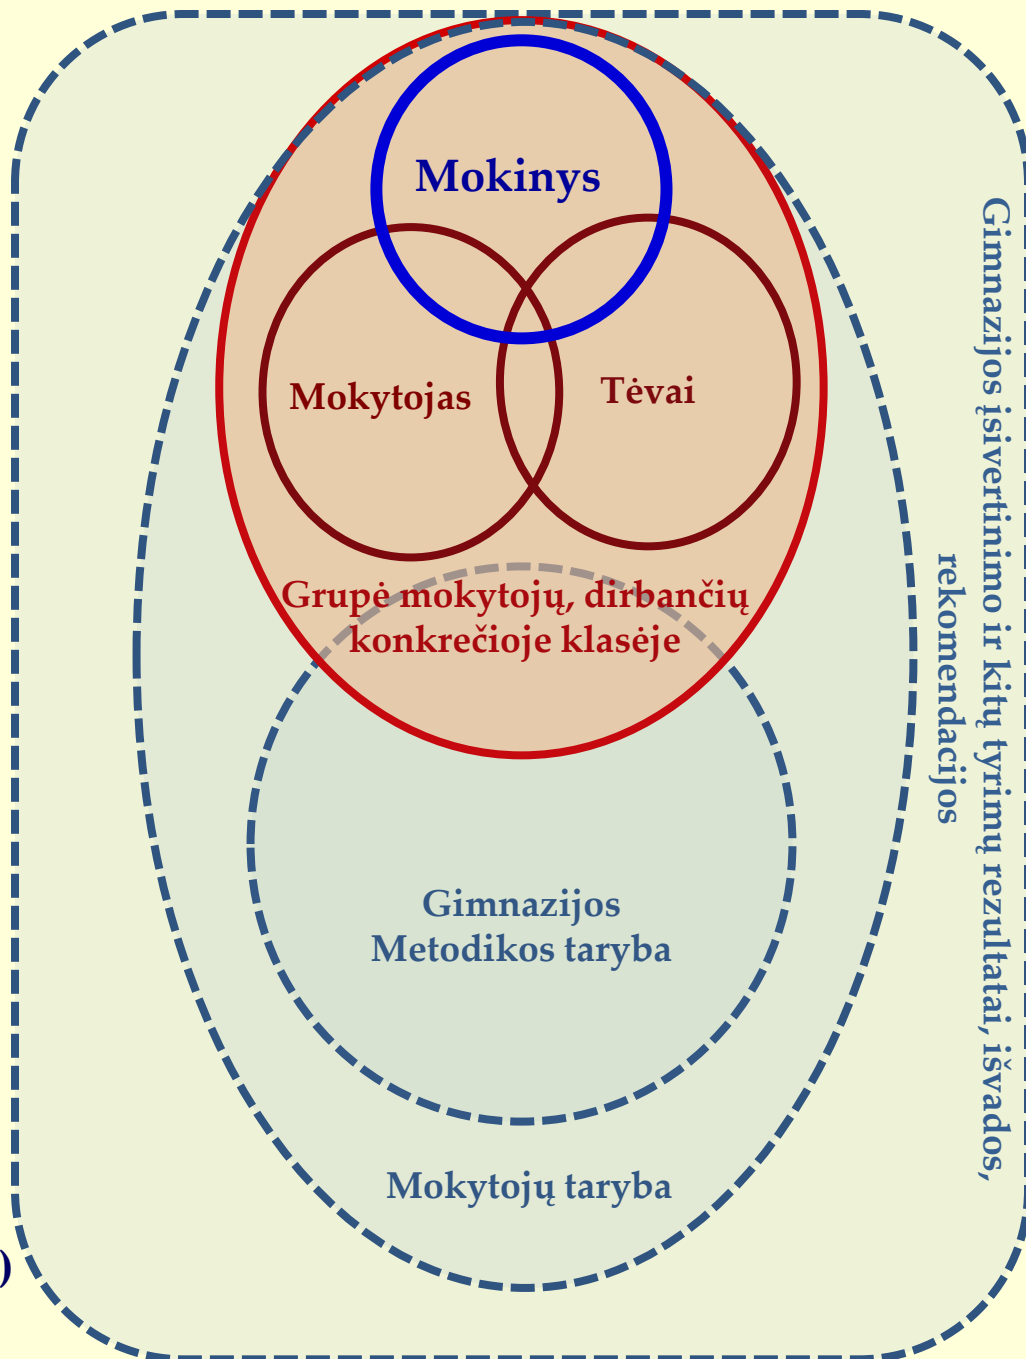 Mokinys
Mokytojas
Tėvai
Grupė mokytojų, dirbančių
konkrečioje klasėje
Gimnazijos
Metodikos taryba
Mokytojų taryba
Gimnazijos įsivertinimo ir kitų tyrimų rezultatai, išvados,
rekomendacijos
)